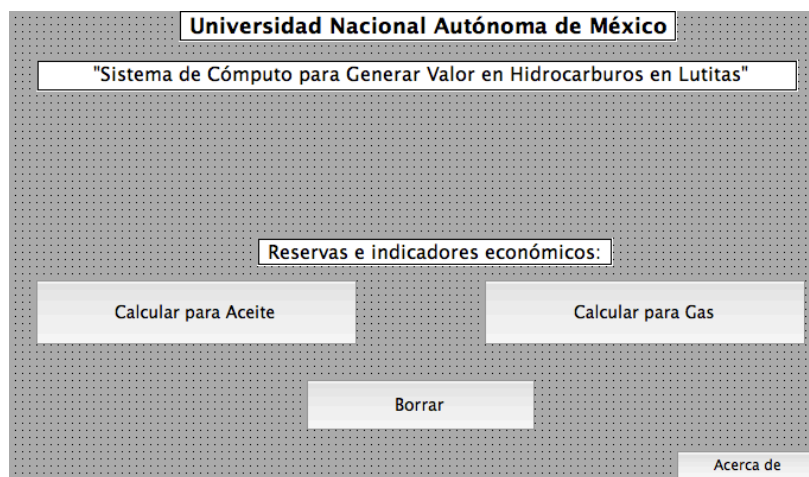 Universidad Nacional Autónoma de México
"Sistema de Cómputo para Generar Valor en Hidrocarburos en Lutitas"
Reservas e indicadores económicos:
Calcular para Aceite
Calcular para Gas
Borrar
Acerca de